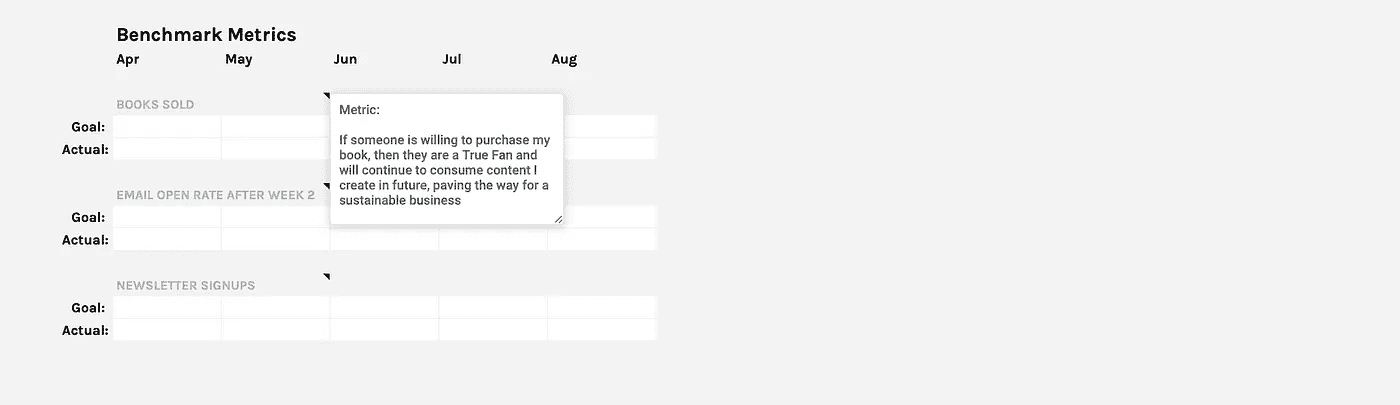 Benchmark Metrics
Apr May Jun Jul Aug
BOOKS SOLD
Goal:
Actual:
Metric:
If someone is willing to purchase my
book, then they are a True Fan and
will continue to consume content I
create in future, paving the way for a
sustainable business
EMAIL OPEN RATE AFTER WEEK 2
Goal:
Actual:
NEWSLETTER SIGNUPS
Goal:
Actual: